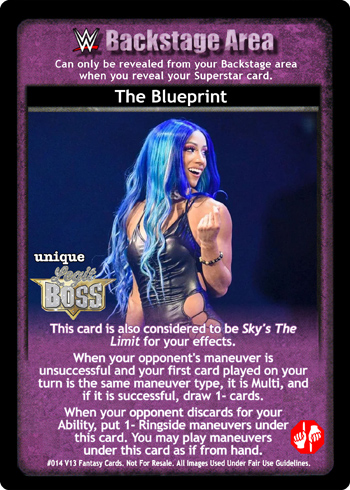 W Backstage Area
Can only be revealed from your Backstage area
when you reveal your Superstar card.
The Blueprint
unique
Legit
BOSS
This card is also considered to be Sky's The
Limit for your effects.
When your opponent's maneuver is
unsuccessful and your first card played on your
turn is the same maneuver type, it is Multi, and
if it is successful, draw 1- cards.
When your opponent discards for your
Ability, put 1- Ringside maneuvers under
this card. You may play maneuvers
under this card as if from hand.
#014 V13 Fantasy Cards. Not For Resale. All Images Used Under Fair Use Guidelines.